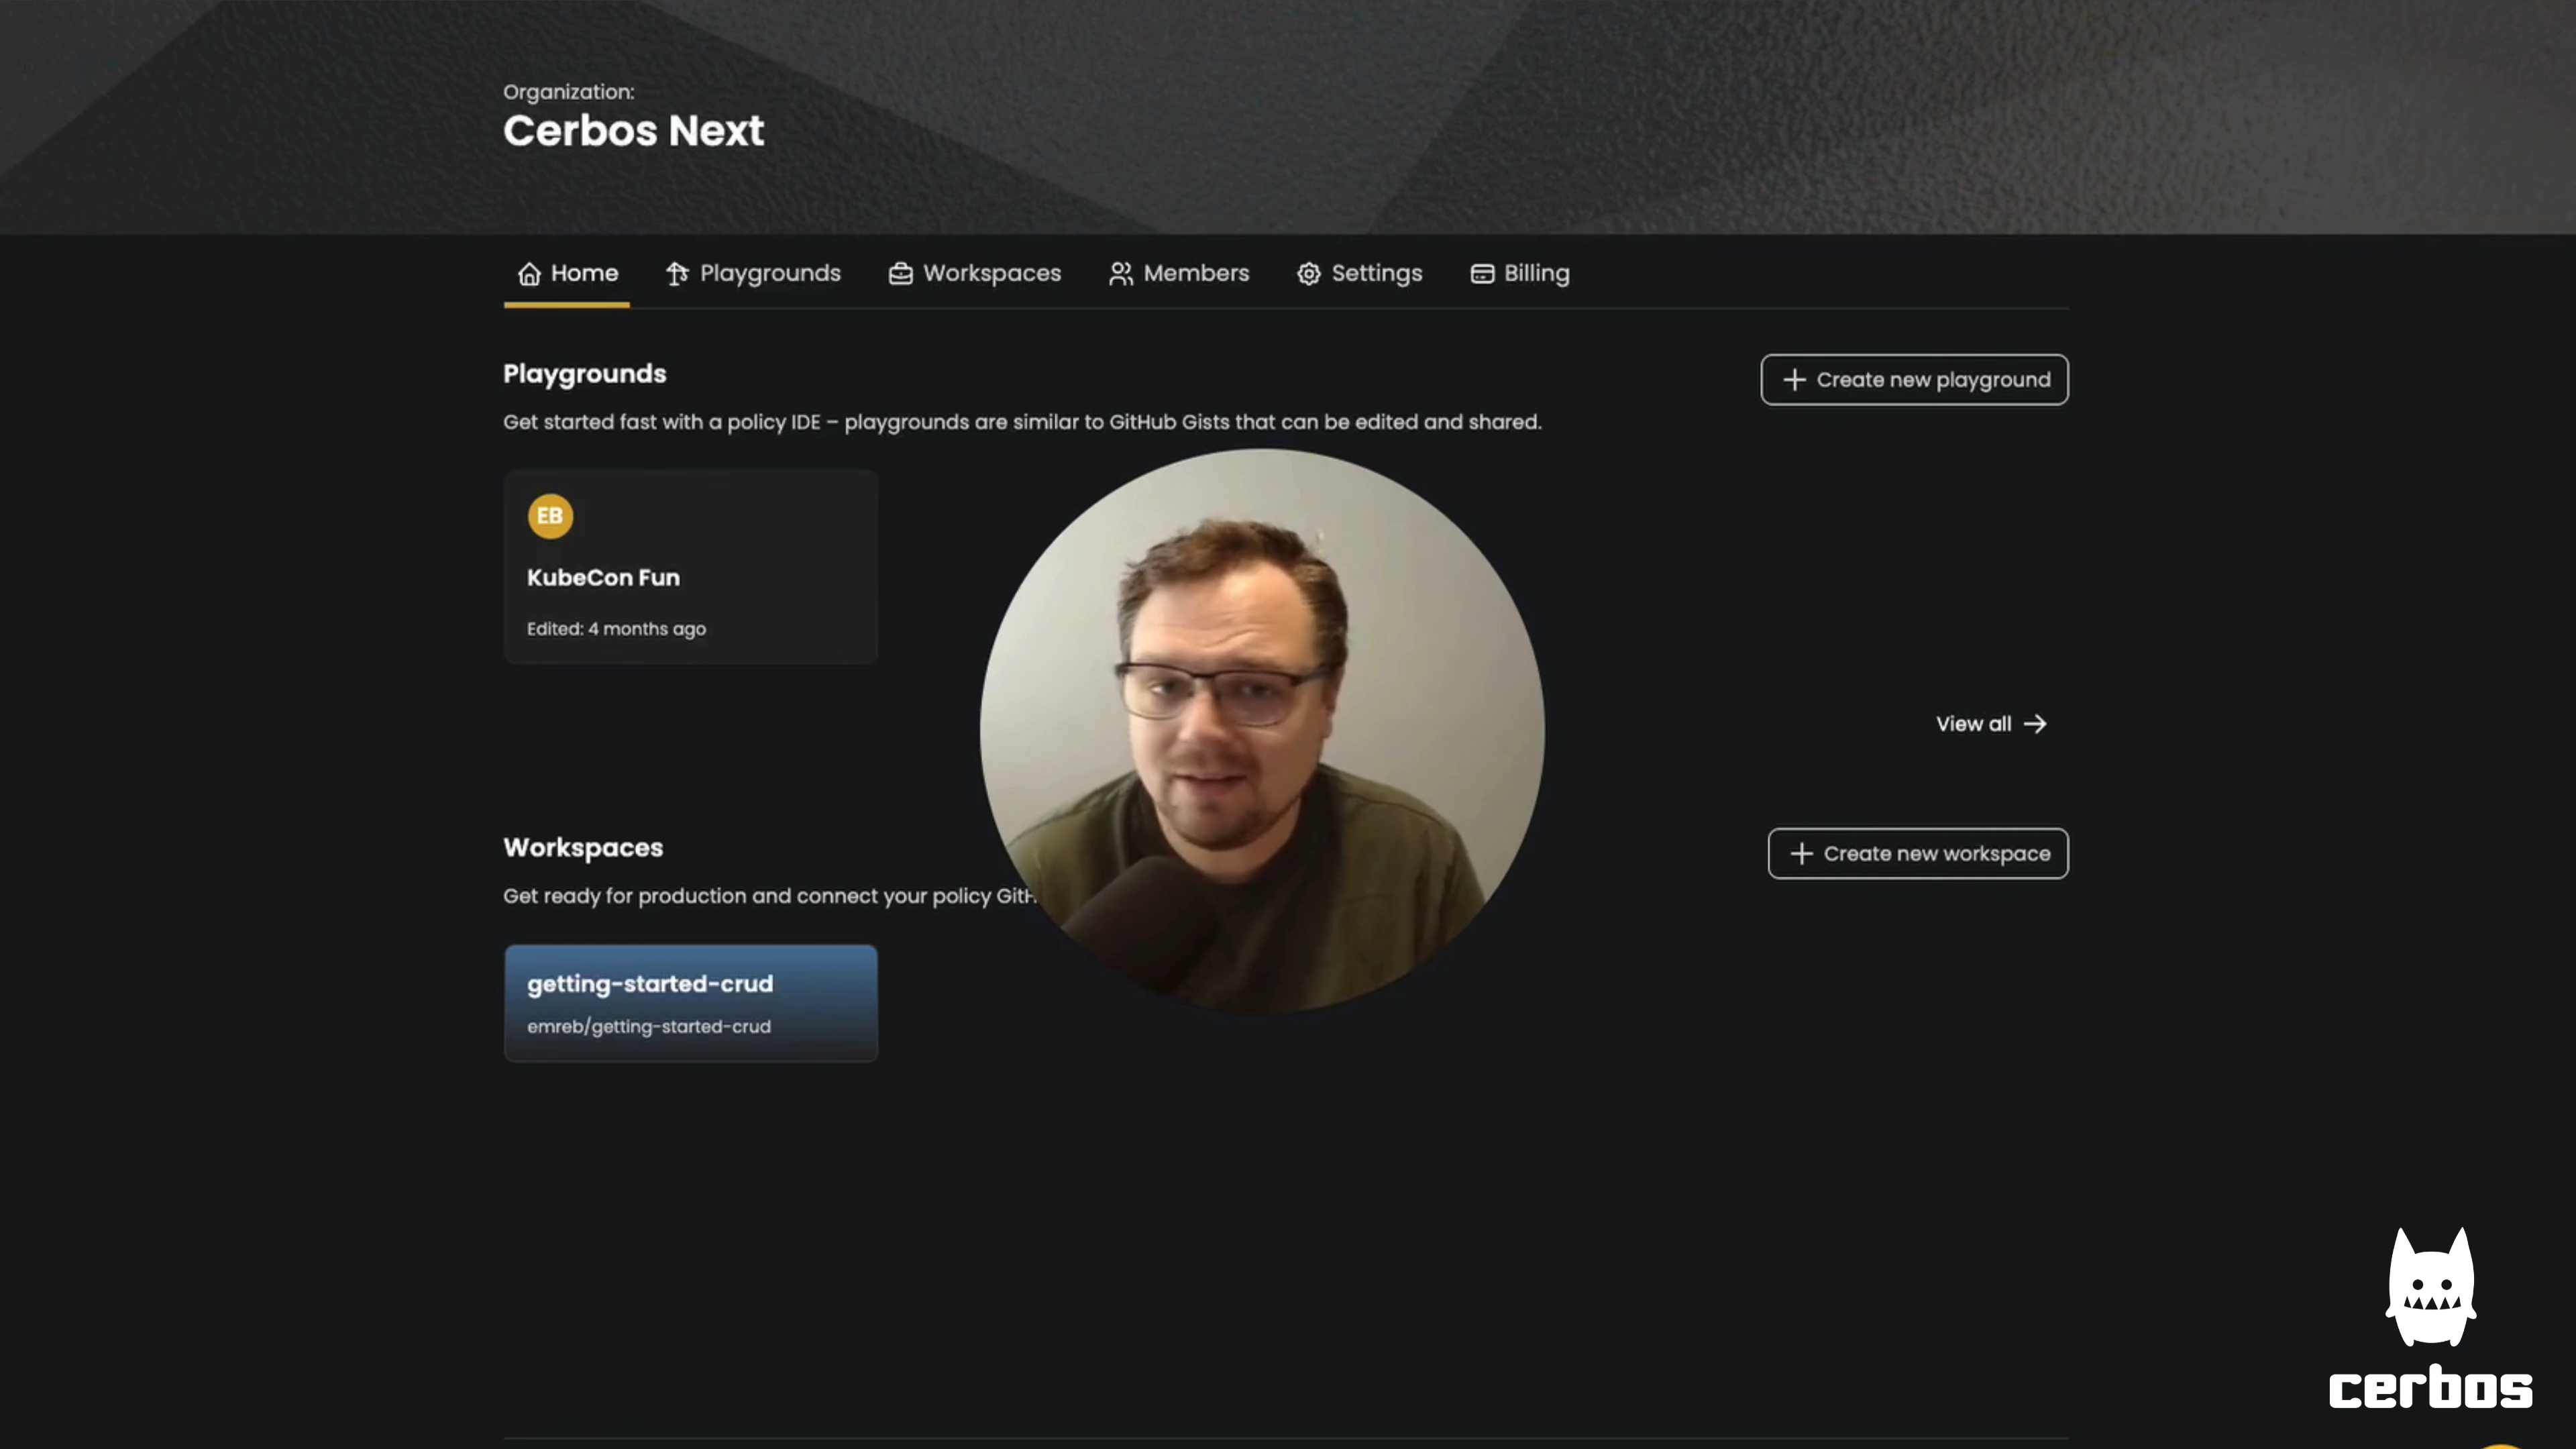 Organization:
Cerbos Next
Home
Playgrounds
Workspaces
Members
Settings
Billing
Playgrounds
Create new playground
Get started fast with a policy IDE – playgrounds are similar to GitHub Gists that can be edited and shared.
EB
KubeCon Fun
Edited: 4 months ago
View all
Workspaces
Create new workspace
Get ready for production and connect your policy
getting-started-crud
emreb/getting-started-crud
cerbos